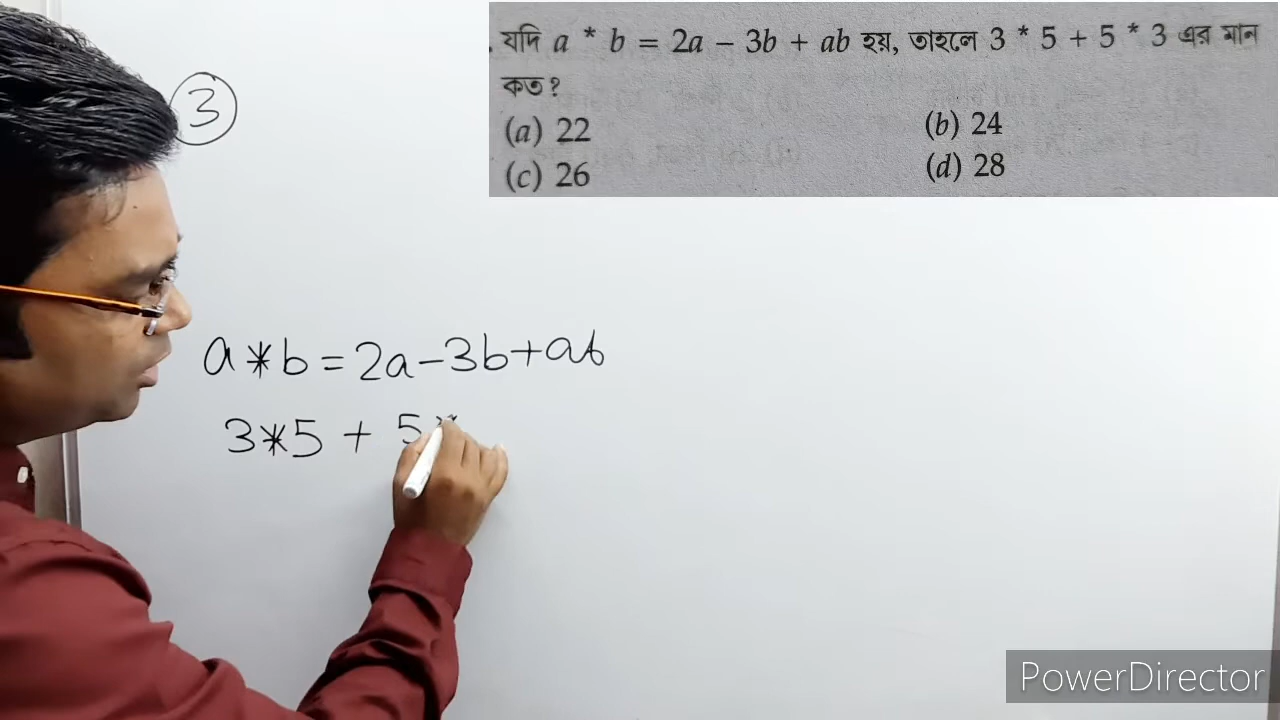 যদি a * b = 2a − 3b + ab হয়, তাহলে 3 * 5 + 5 * 3 এর মান
কত?
(a) 22 (b) 24
(c) 26 (d) 28
3
a*b=2a-3b+ab
3*5 + 5*
PowerDirector